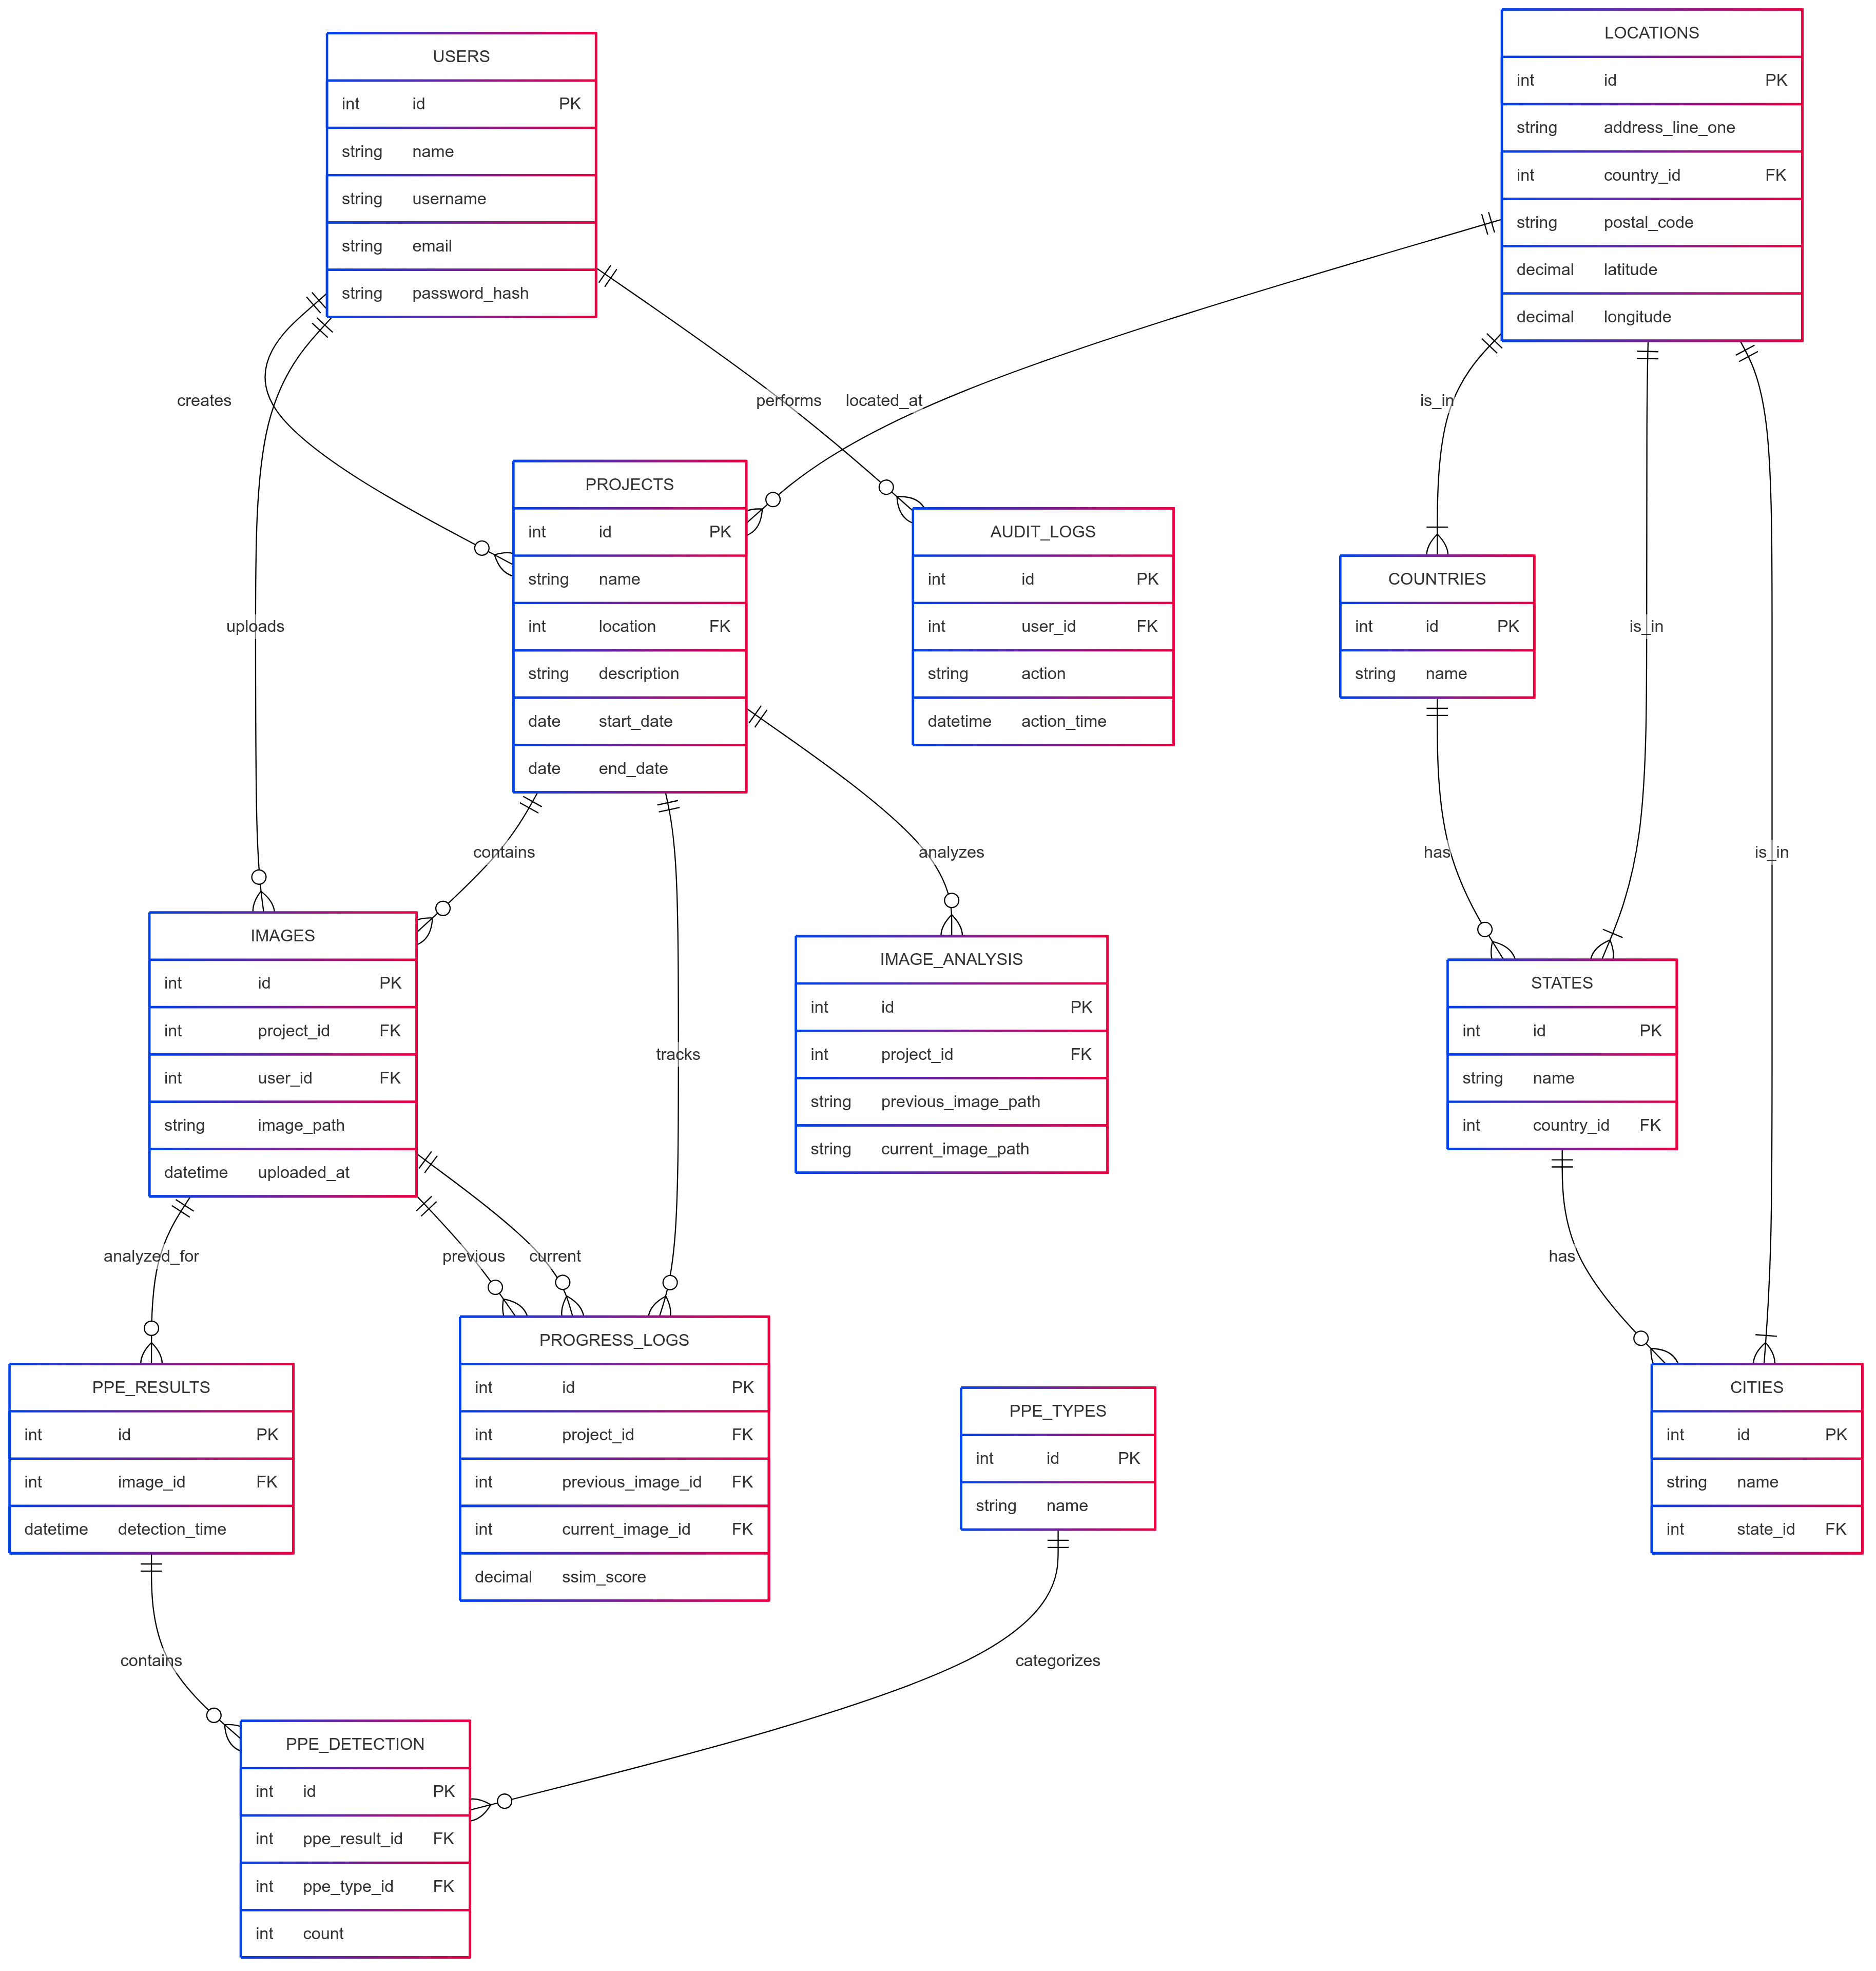 USERS
int id PK
string name
string username
string email
string password_hash
LOCATIONS
int id PK
string address_line_one
int country_id FK
string postal_code
decimal latitude
decimal longitude
creates
performs
located_at
is_in
PROJECTS
int id PK
string name
int location FK
string description
date start_date
date end_date
AUDIT_LOGS
int id PK
int user_id FK
string action
datetime action_time
COUNTRIES
int id PK
string name
uploads
is_in
contains
analyzes
has
is_in
IMAGES
int id PK
int project_id FK
int user_id FK
string image_path
datetime uploaded_at
tracks
IMAGE_ANALYSIS
int id PK
int project_id FK
string previous_image_path
string current_image_path
STATES
int id PK
string name
int country_id FK
analyzed_for
previous
current
has
PPE_RESULTS
int id PK
int image_id FK
datetime detection_time
PROGRESS_LOGS
int id PK
int project_id FK
int previous_image_id FK
int current_image_id FK
decimal ssim_score
PPE_TYPES
int id PK
string name
CITIES
int id PK
string name
int state_id FK
contains
categorizes
PPE_DETECTION
int id PK
int ppe_result_id FK
int ppe_type_id FK
int count